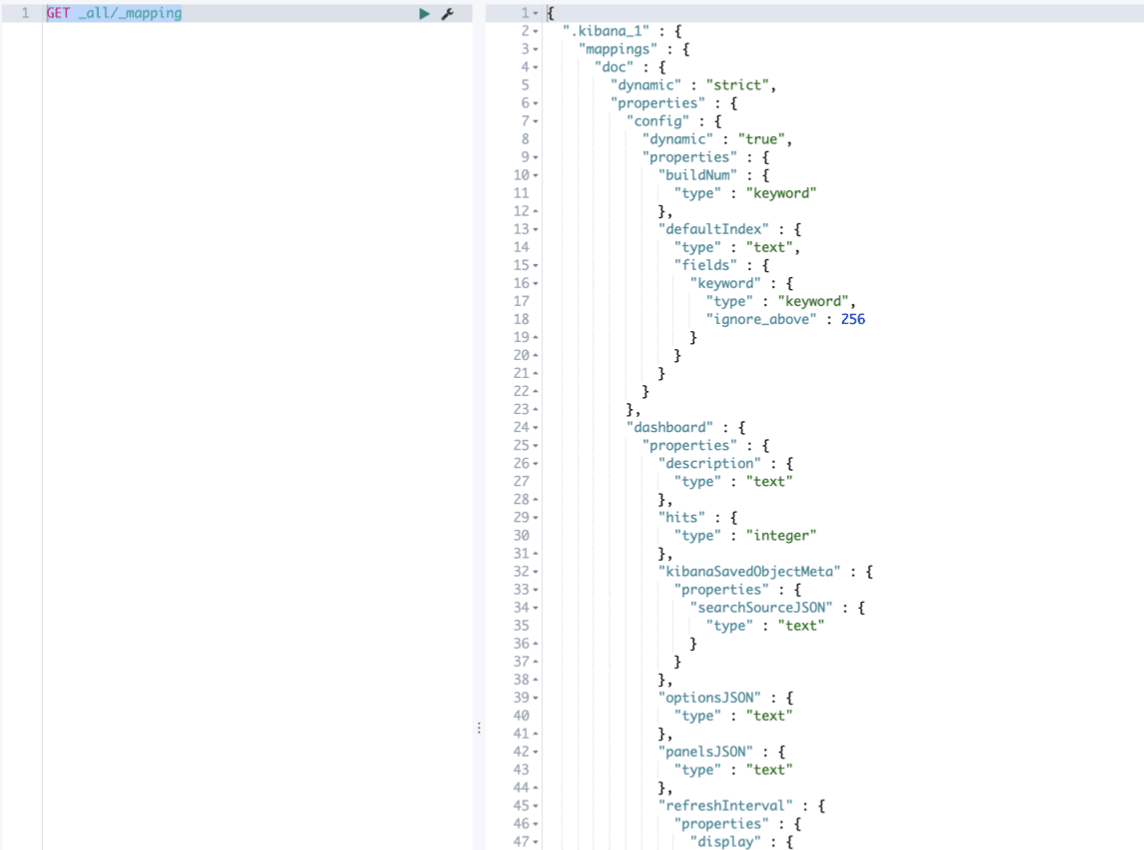 1 GET _all/_mapping
1 {
2 ".kibana_1" : {
3 "mappings" : {
4 "doc" : {
5 "dynamic" : "strict",
6 "properties" : {
7 "config" : {
8 "dynamic" : "true",
9 "properties" : {
10 "buildNum" : {
11 "type" : "keyword"
12 },
13 "defaultIndex" : {
14 "type" : "text",
15 "fields" : {
16 "keyword" : {
17 "type" : "keyword",
18 "ignore_above" : 256
19 }
20 }
21 }
22 }
23 },
24 "dashboard" : {
25 "properties" : {
26 "description" : {
27 "type" : "text"
28 },
29 "hits" : {
30 "type" : "integer"
31 },
32 "kibanaSavedObjectMeta" : {
33 "properties" : {
34 "searchSourceJSON" : {
35 "type" : "text"
36 }
37 }
38 },
39 "optionsJSON" : {
40 "type" : "text"
41 },
42 "panelsJSON" : {
43 "type" : "text"
44 },
45 "refreshInterval" : {
46 "properties" : {
47 "display" : {